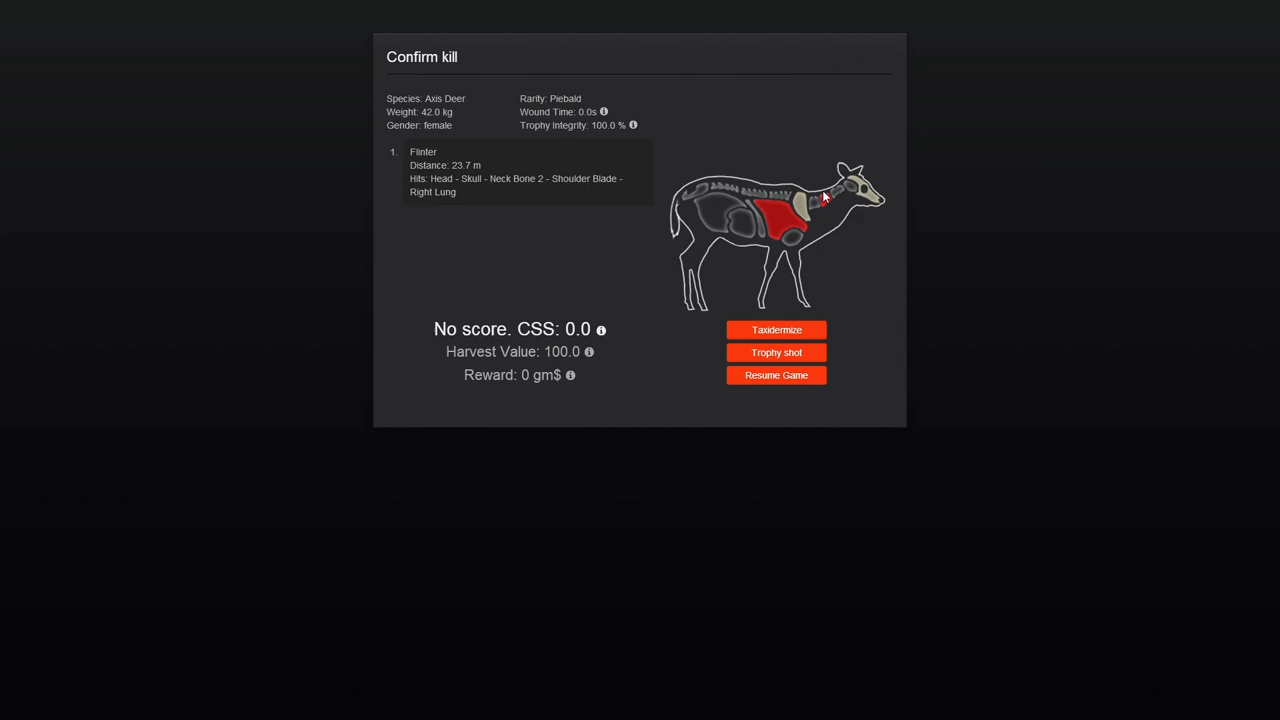 Confirm kill
Species: Axis Deer
Weight: 42.0 kg
Gender: female
Rarity: Piebald
Wound Time: 0.0s
Trophy Integrity: 100.0 %
1. Flinter
Distance: 23.7 m
Hits: Head - Skull - Neck Bone 2 - Shoulder Blade -
Right Lung
No score. CSS: 0.0
Harvest Value: 100.0
Reward: 0 gm$
Taxidermize
Trophy shot
Resume Game